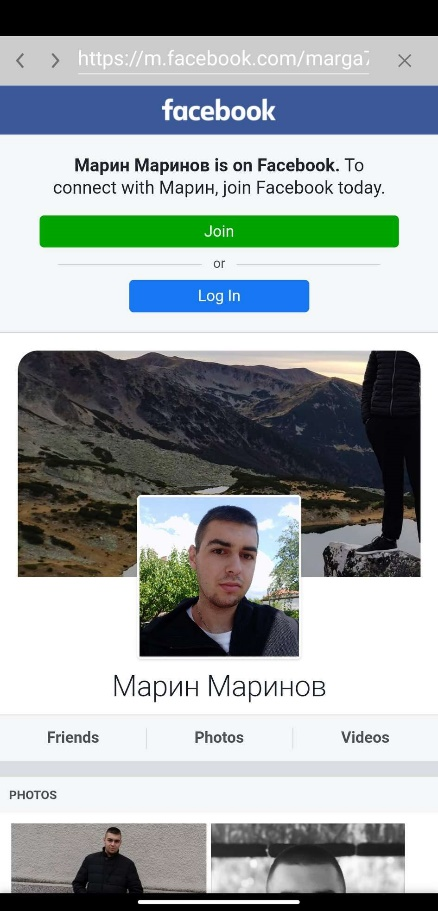 https://m.facebook.com/marga
facebook
Марин Маринов is on Facebook. To
connect with Марин, join Facebook today.
Join
or
Log In
Марин Маринов
Friends
Photos
Videos
PHOTOS